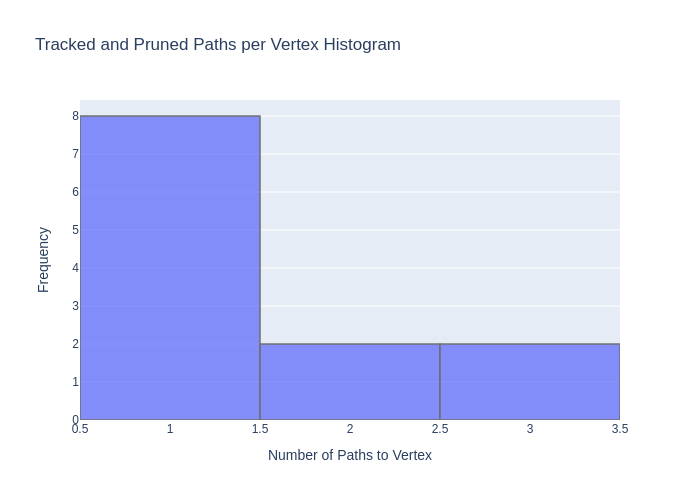 Tracked and Pruned Paths per Vertex Histogram
8
7
6
5
4
3
2
1
0
Frequency
0.5 1 1.5 2 2.5 3 3.5
Number of Paths to Vertex